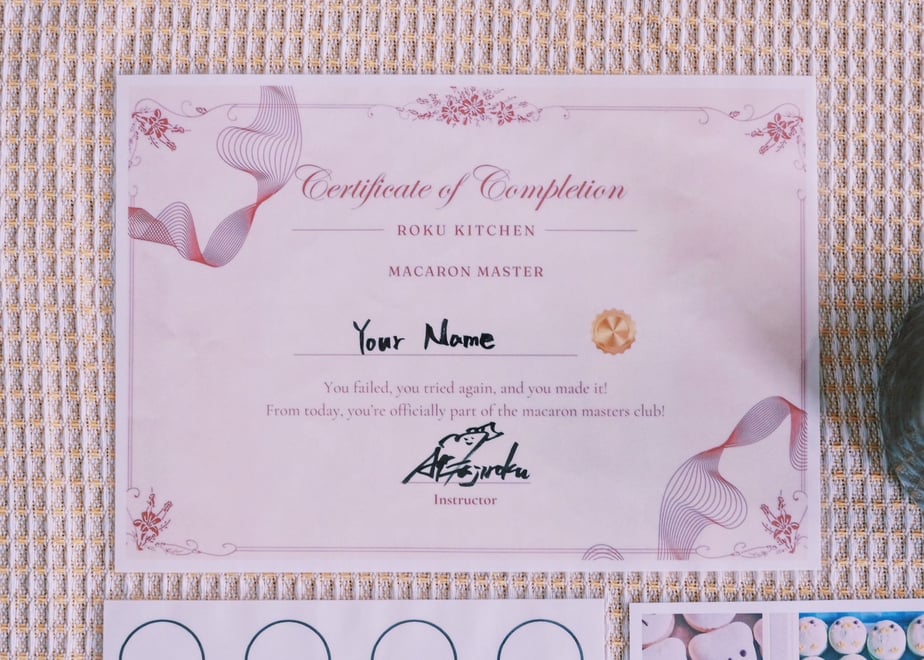 Certificate of Completion
ROKU KITCHEN
MACARON MASTER
Your Name
You failed, you tried again, and you made it!
From today, you're officially part of the macaron masters club!
Instructor